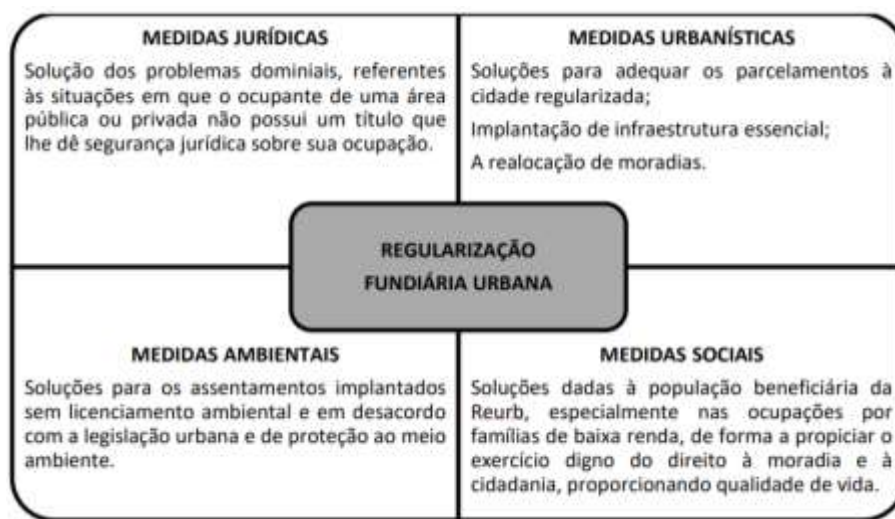 MEDIDAS JURÍDICAS
Solução dos problemas dominiais, referentes
às situações em que o ocupante de uma área
pública ou privada não possui um título que
lhe dê segurança jurídica sobre sua ocupação.
MEDIDAS URBANÍSTICAS
Soluções para adequar os parcelamentos à
cidade regularizada;
Implantação de infraestrutura essencial;
A realocação de moradias.
REGULARIZAÇÃO
FUNDIÁRIA URBANA
MEDIDAS AMBIENTAIS
Soluções para os assentamentos implantados
sem licenciamento ambiental e em desacordo
com a legislação urbana e de proteção ao meio
ambiente.
MEDIDAS SOCIAIS
Soluções dadas à população beneficiária da
Reurb, especialmente nas ocupações por
famílias de baixa renda, de forma a propiciar o
exercício digno do direito à moradia e à
cidadania, proporcionando qualidade de vida.